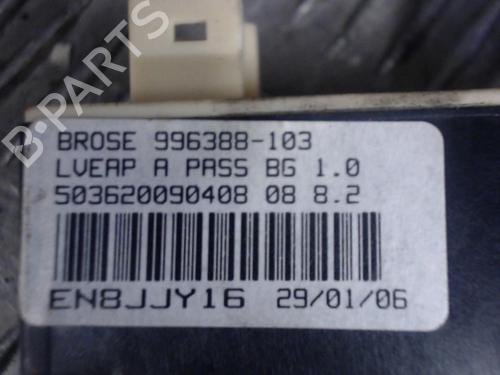 BROSE 996388-103
LVEAP A PASS BG 1.0
503620090408 08 8.2
EN8JJY16 29/01/06
B-PARTS